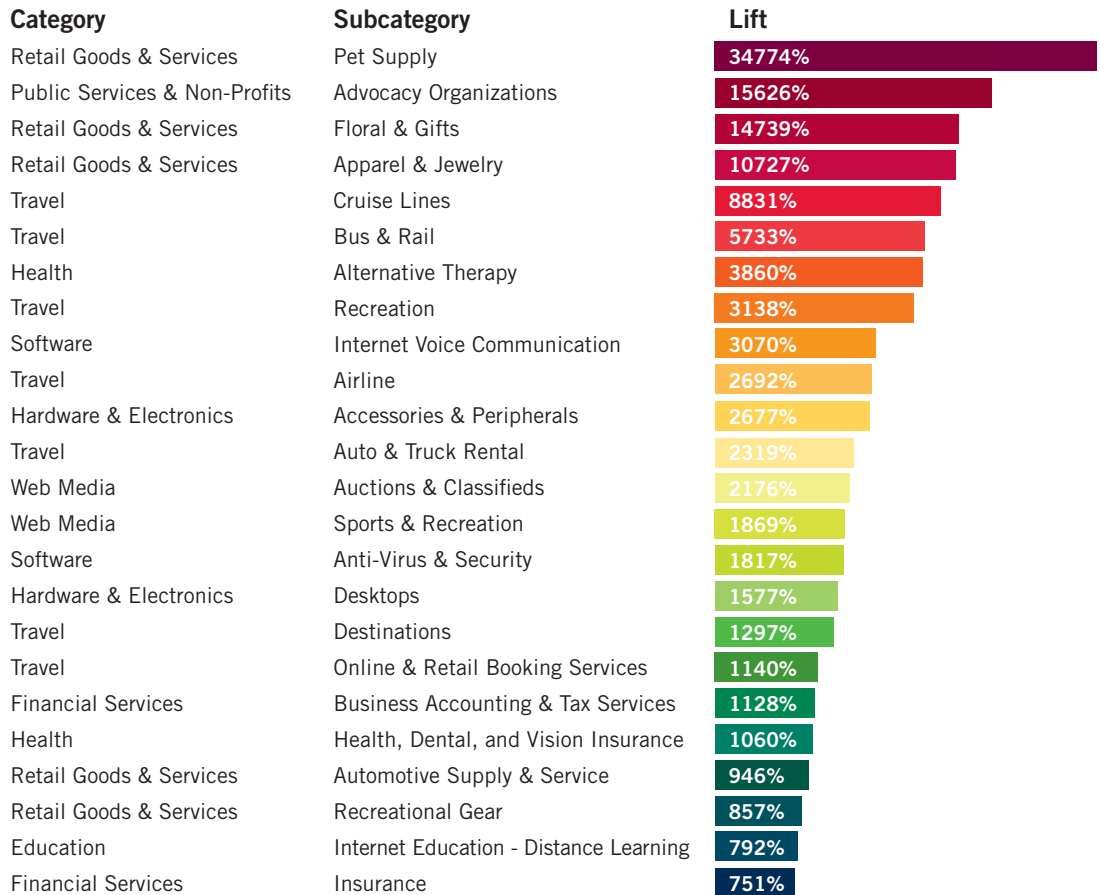 Category Subcategory Lift
Retail Goods & Services Pet Supply 34774%
Public Services & Non-Profits Advocacy Organizations 15626%
Retail Goods & Services Floral & Gifts 14739%
Retail Goods & Services Apparel & Jewelry 10727%
Travel Cruise Lines 8831%
Travel Bus & Rail 5733%
Health Alternative Therapy 3860%
Travel Recreation 3138%
Software Internet Voice Communication 3070%
Travel Airline 2692%
Hardware & Electronics Accessories & Peripherals 2677%
Travel Auto & Truck Rental 2319%
Web Media Auctions & Classifieds 2176%
Web Media Sports & Recreation 1869%
Software Anti-Virus & Security 1817%
Hardware & Electronics Desktops 1577%
Travel Destinations 1297%
Travel Online & Retail Booking Services 1140%
Financial Services Business Accounting & Tax Services 1128%
Health Health, Dental, and Vision Insurance 1060%
Retail Goods & Services Automotive Supply & Service 946%
Retail Goods & Services Recreational Gear 857%
Education Internet Education - Distance Learning 792%
Financial Services Insurance 751%